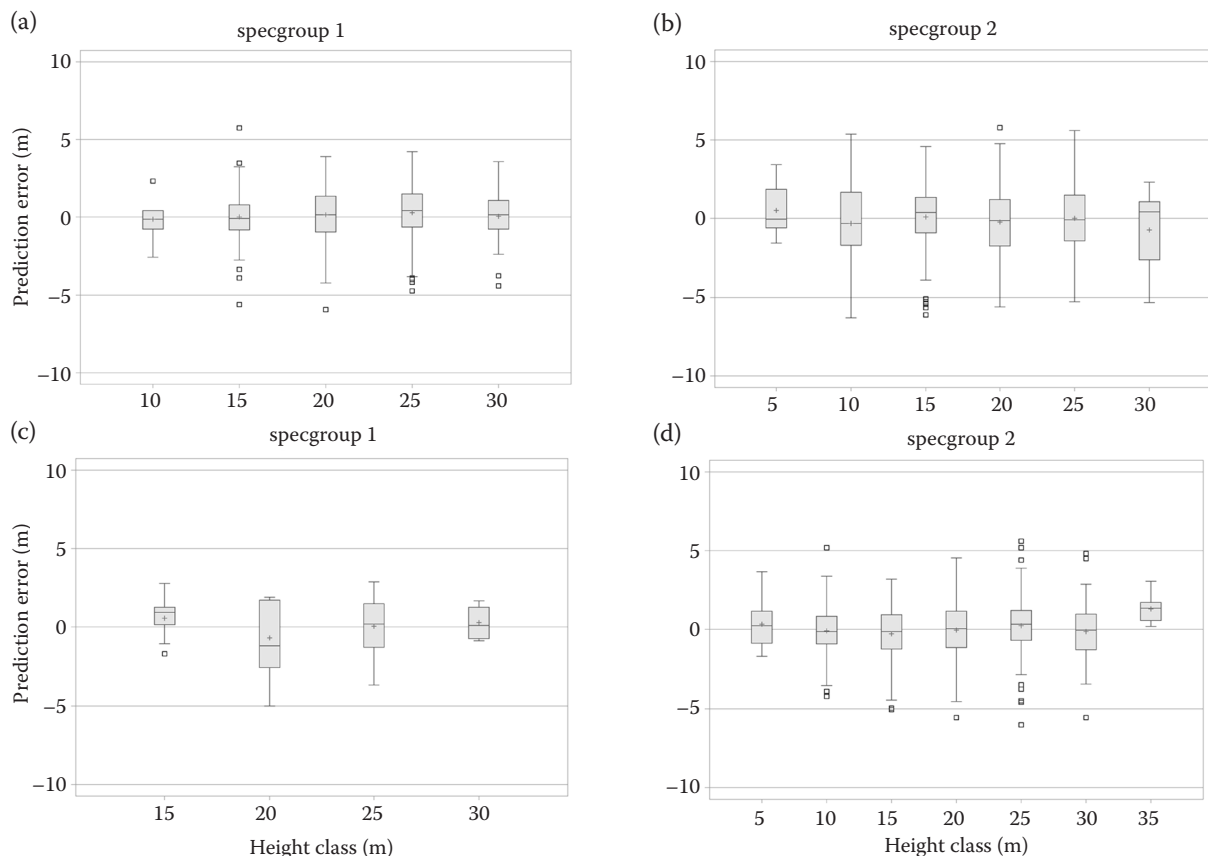 (a)
specgroup 1
10
5
0
−5
−10
Prediction error (m)
10 15 20 25 30
(b)
specgroup 2
10
5
0
−5
−10
5 10 15 20 25 30
(c)
specgroup 1
10
5
0
−5
−10
Prediction error (m)
15 20 25 30
Height class (m)
(d)
specgroup 2
10
5
0
−5
−10
5 10 15 20 25 30 35
Height class (m)